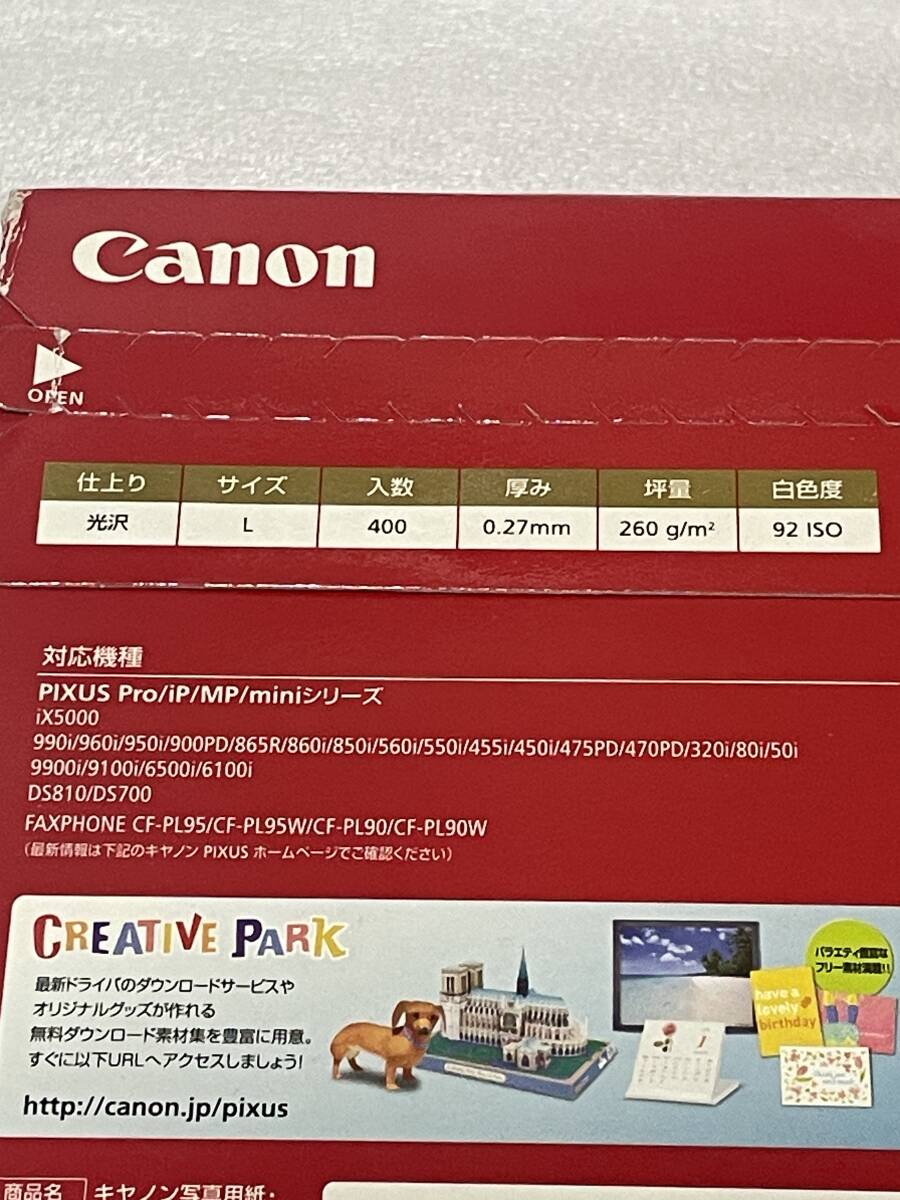 Canon
OPEN
仕上り サイズ 入数 厚み 坪量 白色度
光沢 L 400 0.27mm 260 g/m² 92 ISO
対応機種
PIXUS Pro/iP/MP/miniシリーズ
iX5000
990i/960i/950i/900PD/865R/860i/850i/560i/550i/455i/450i/475PD/470PD/320i/80i/50i
9900i/9100i/6500i/6100i
DS810/DS700
FAXPHONE CF-PL95/CF-PL95W/CF-PL90/CF-PL90W
(最新情報は下記のキヤノン PIXUS ホームページでご確認ください)
CREATIVE PARK
最新ドライバのダウンロードサービスや
オリジナルグッズが作れる
無料ダウンロード素材集を豊富に用意。
すぐに以下URLへアクセスしましょう!
http://canon.jp/pixus
バラエティ豊富な
フリー素材満載!!
have a
lovely
birthday
商品名 キヤノン写真用紙・